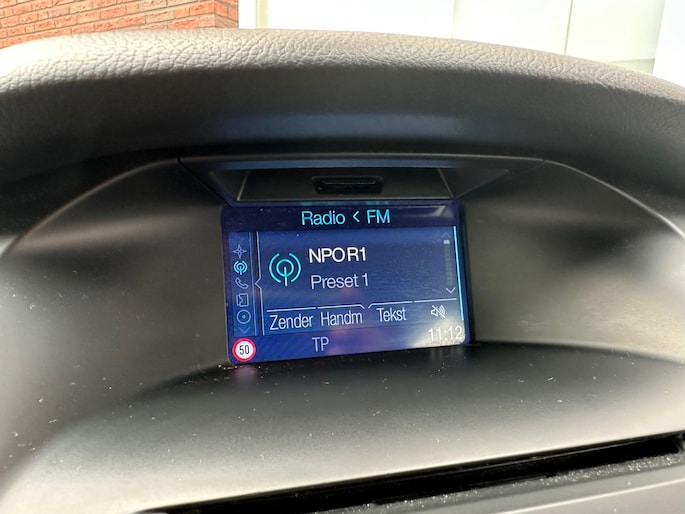 Radio < FM
NPO R1
Preset 1
Zender Handm Tekst
11:12
50 TP